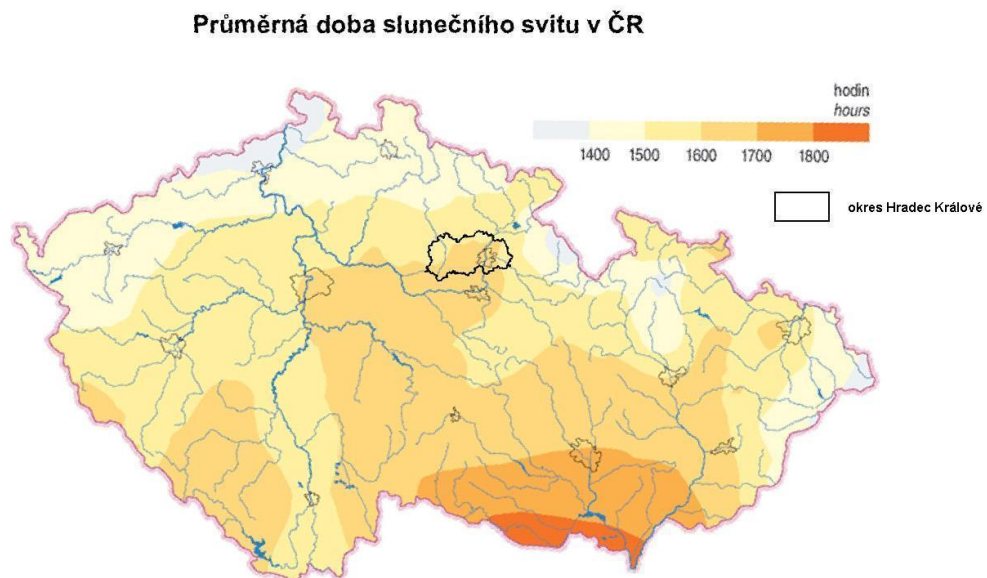 Průměrná doba slunečního svitu v ČR
hodin
hours
1400 1500 1600 1700 1800
okres Hradec Králové